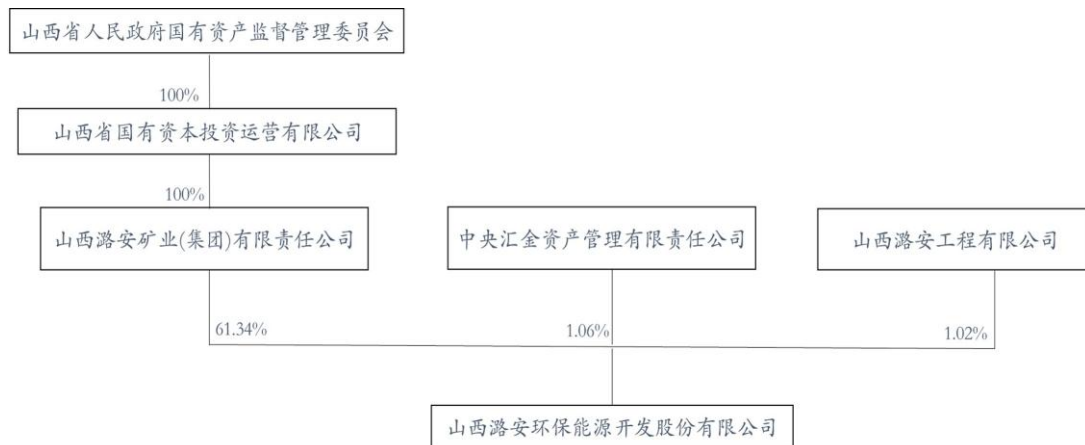 山西省人民政府国有资产监督管理委员会
100%
山西省国有资本投资运营有限公司
100%
山西潞安矿业(集团)有限责任公司
中央汇金资产管理有限责任公司
山西潞安工程有限公司
61.34%
1.06%
1.02%
山西潞安环保能源开发股份有限公司